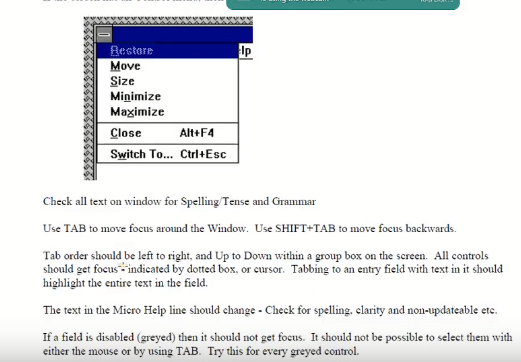 Restore
lp
Move
Size
Minimize
Maximize
Close Alt+F4
Switch To... Ctrl+Esc
Check all text on window for Spelling/Tense and Grammar
Use TAB to move focus around the Window. Use SHIFT+TAB to move focus backwards.
Tab order should be left to right, and Up to Down within a group box on the screen. All controls
should get focus - indicated by dotted box, or cursor. Tabbing to an entry field with text in it should
highlight the entire text in the field.
The text in the Micro Help line should change - Check for spelling, clarity and non-updateable etc.
If a field is disabled (greyed) then it should not get focus. It should not be possible to select them with
either the mouse or by using TAB. Try this for every greyed control.